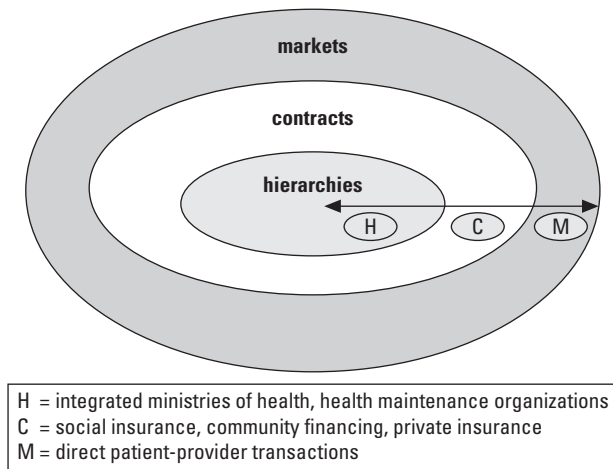 markets
contracts
hierarchies
H C M
H = integrated ministries of health, health maintenance organizations
C = social insurance, community financing, private insurance
M = direct patient-provider transactions